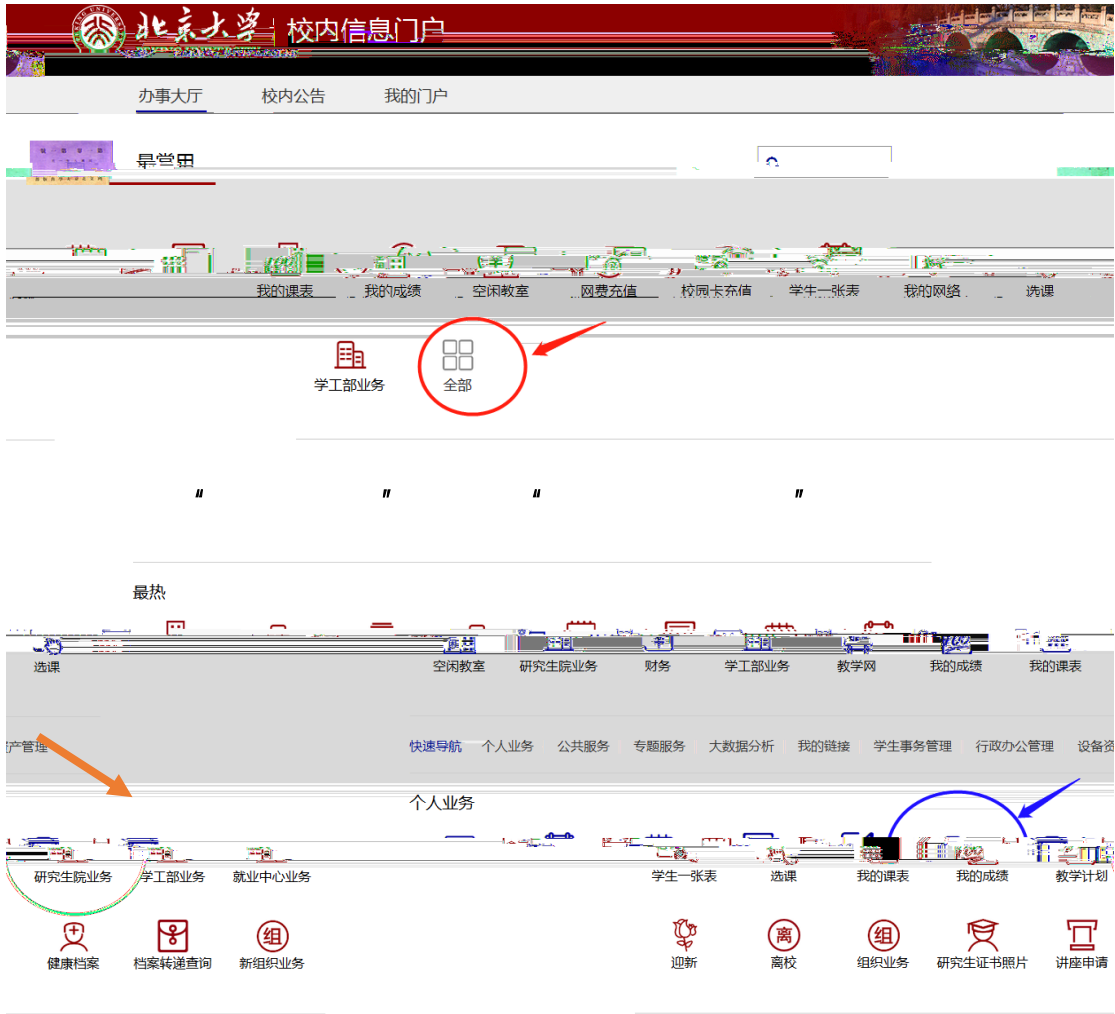 北京大学 校内信息门户
办事大厅 校内公告 我的门户
最常用
我的课表 我的成绩 空闲教室 网费充值 校园卡充值 学生一张表 我的网络 选课
学工部业务 全部
“ ” “ ”
最热
选课 空闲教室 研究生院业务 财务 学工部业务 教学网 我的成绩 我的课表
产管理 快速导航 个人业务 公共服务 专题服务 大数据分析 我的链接 学生事务管理 行政办公管理 设备资
个人业务
研究生院业务 学工部业务 就业中心业务 学生一张表 选课 我的课表 我的成绩 教学计划
组 离 组
健康档案 档案转递查询 新组织业务 迎新 离校 组织业务 研究生证书照片 讲座申请